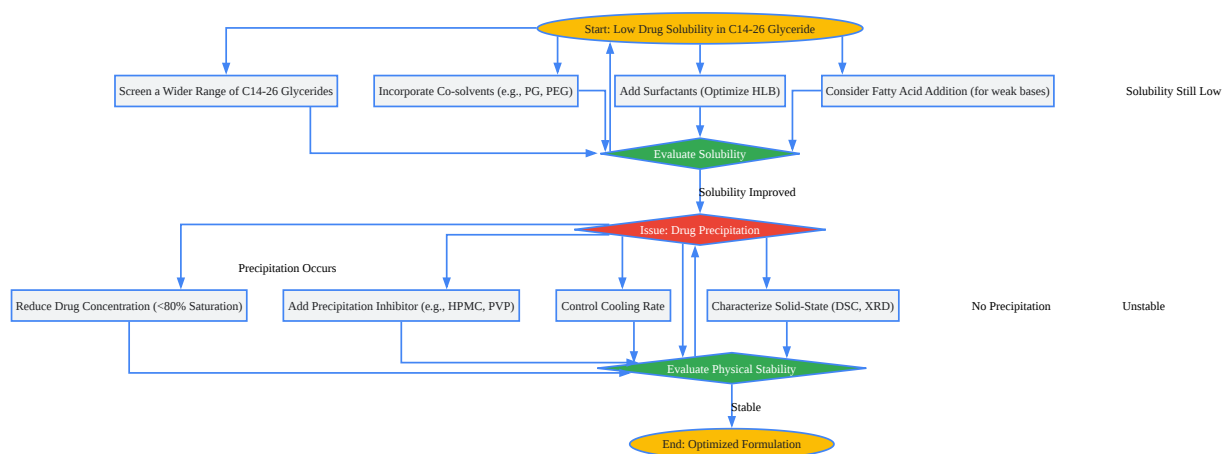 Start: Low Drug Solubility in C14-26 Glyceride
Screen a Wider Range of C14-26 Glycerides
Incorporate Co-solvents (e.g., PG, PEG)
Add Surfactants (Optimize HLB)
Consider Fatty Acid Addition (for weak bases)
Solubility Still Low
Evaluate Solubility
Solubility Improved
Issue: Drug Precipitation
Precipitation Occurs
Reduce Drug Concentration (<80% Saturation)
Add Precipitation Inhibitor (e.g., HPMC, PVP)
Control Cooling Rate
Characterize Solid-State (DSC, XRD)
No Precipitation
Unstable
Evaluate Physical Stability
Stable
End: Optimized Formulation